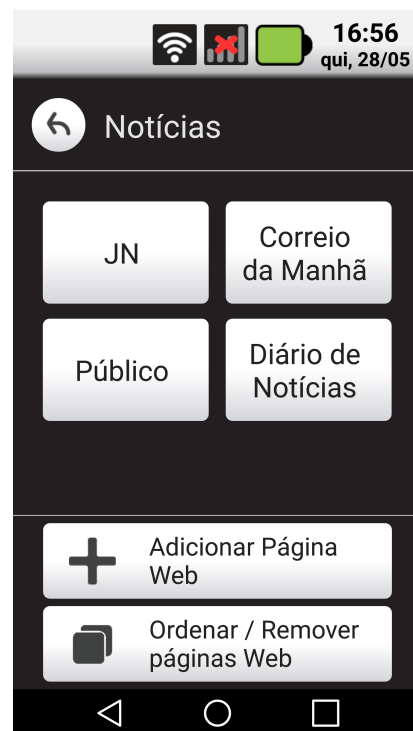 16:56
qui, 28/05
Notícias
JN
Correio
da Manhã
Público
Diário de
Notícias
Adicionar Página
Web
Ordenar / Remover
páginas Web